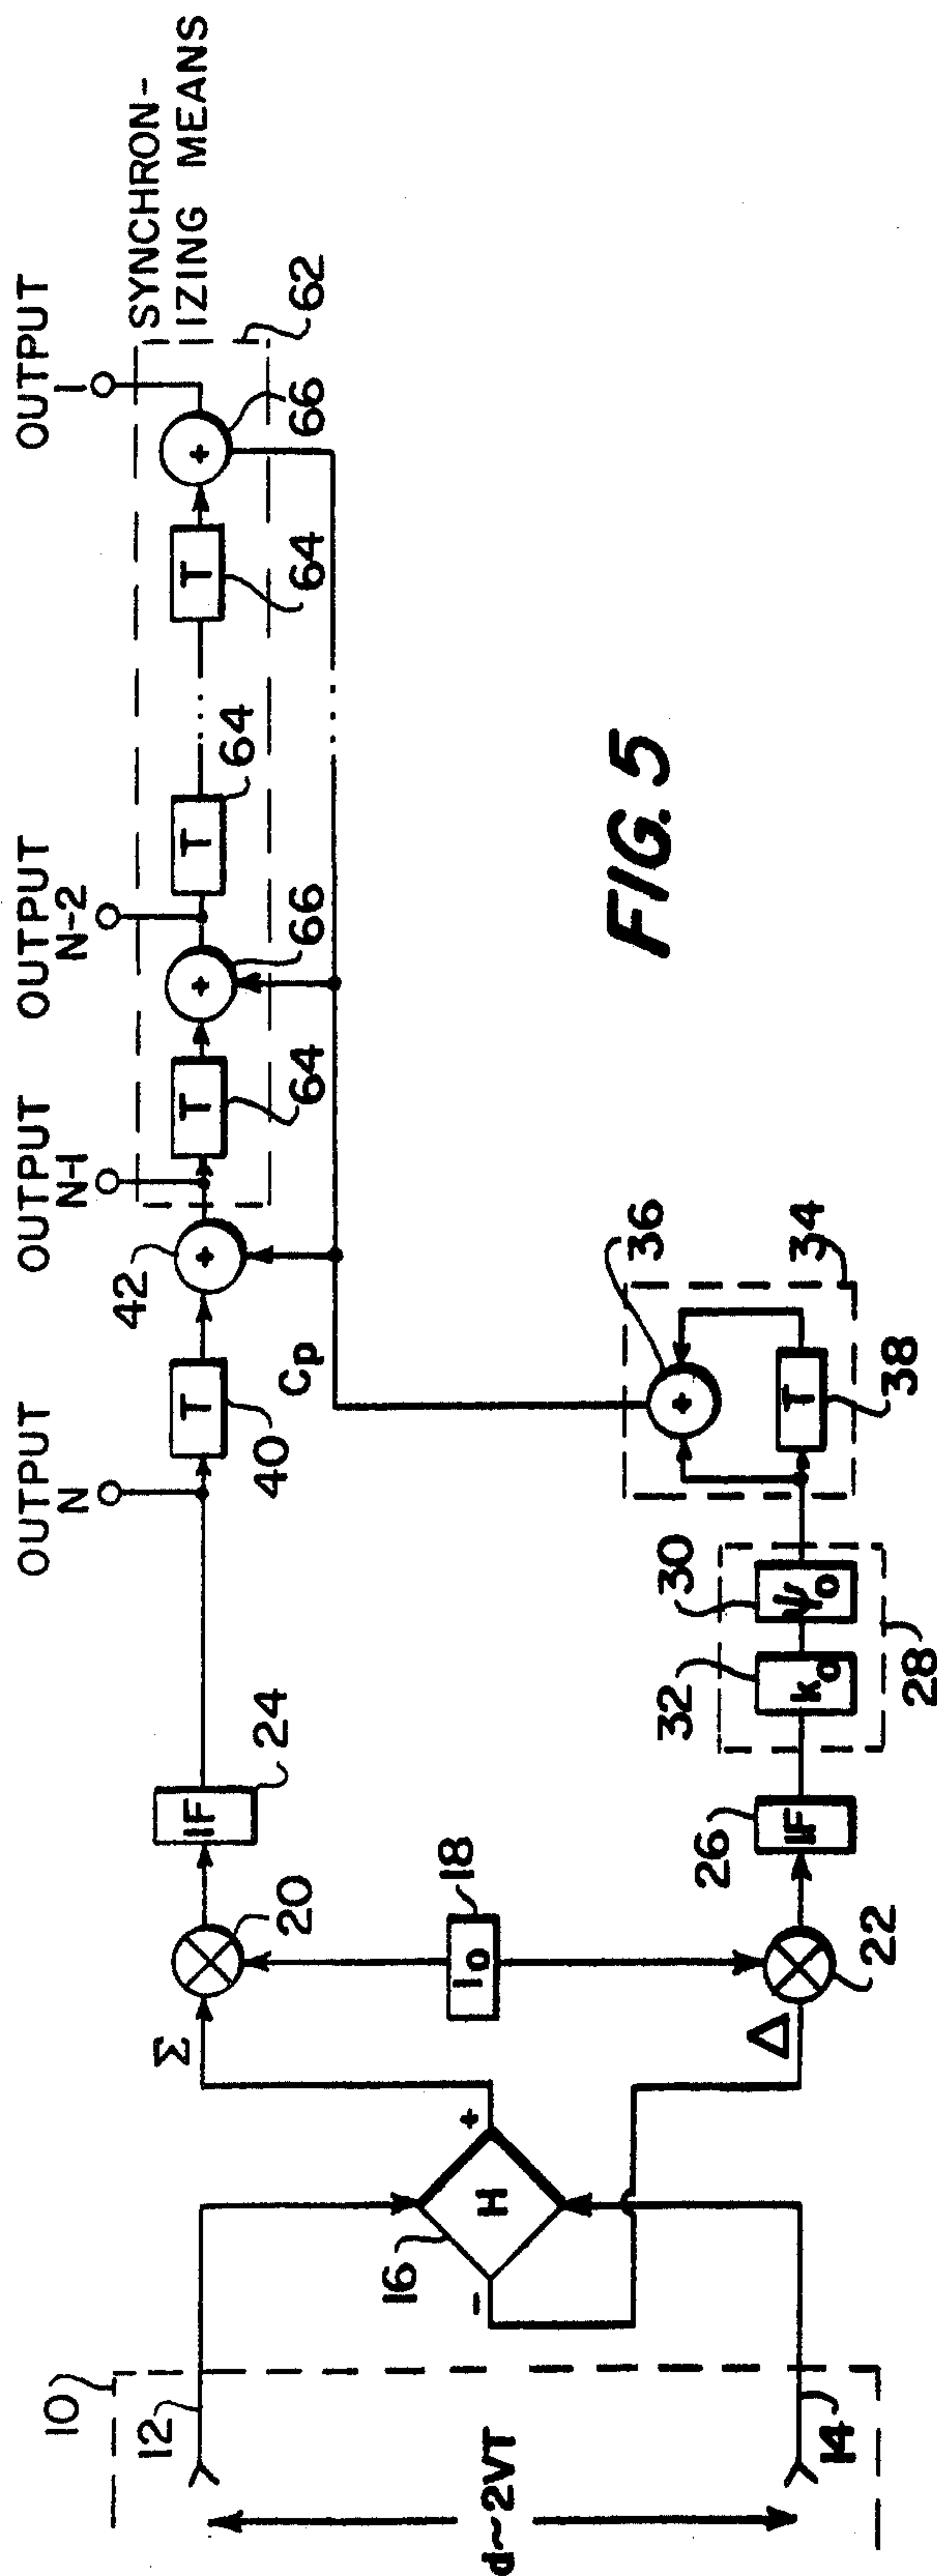 OUTPUT
N
OUTPUT
N-1
OUTPUT
N-2
OUTPUT
1
SYNCHRON-
IZING MEANS
62
10
12
Σ
20
IF
24
T
40
42
+
T
64
+
66
T
64
...
T
64
+
66
Cp
d~2VT
16
H
+
-
lo
18
36
+
T
38
34
14
Δ
22
26
IF
32
ko
30
ψo
28
FIG. 5